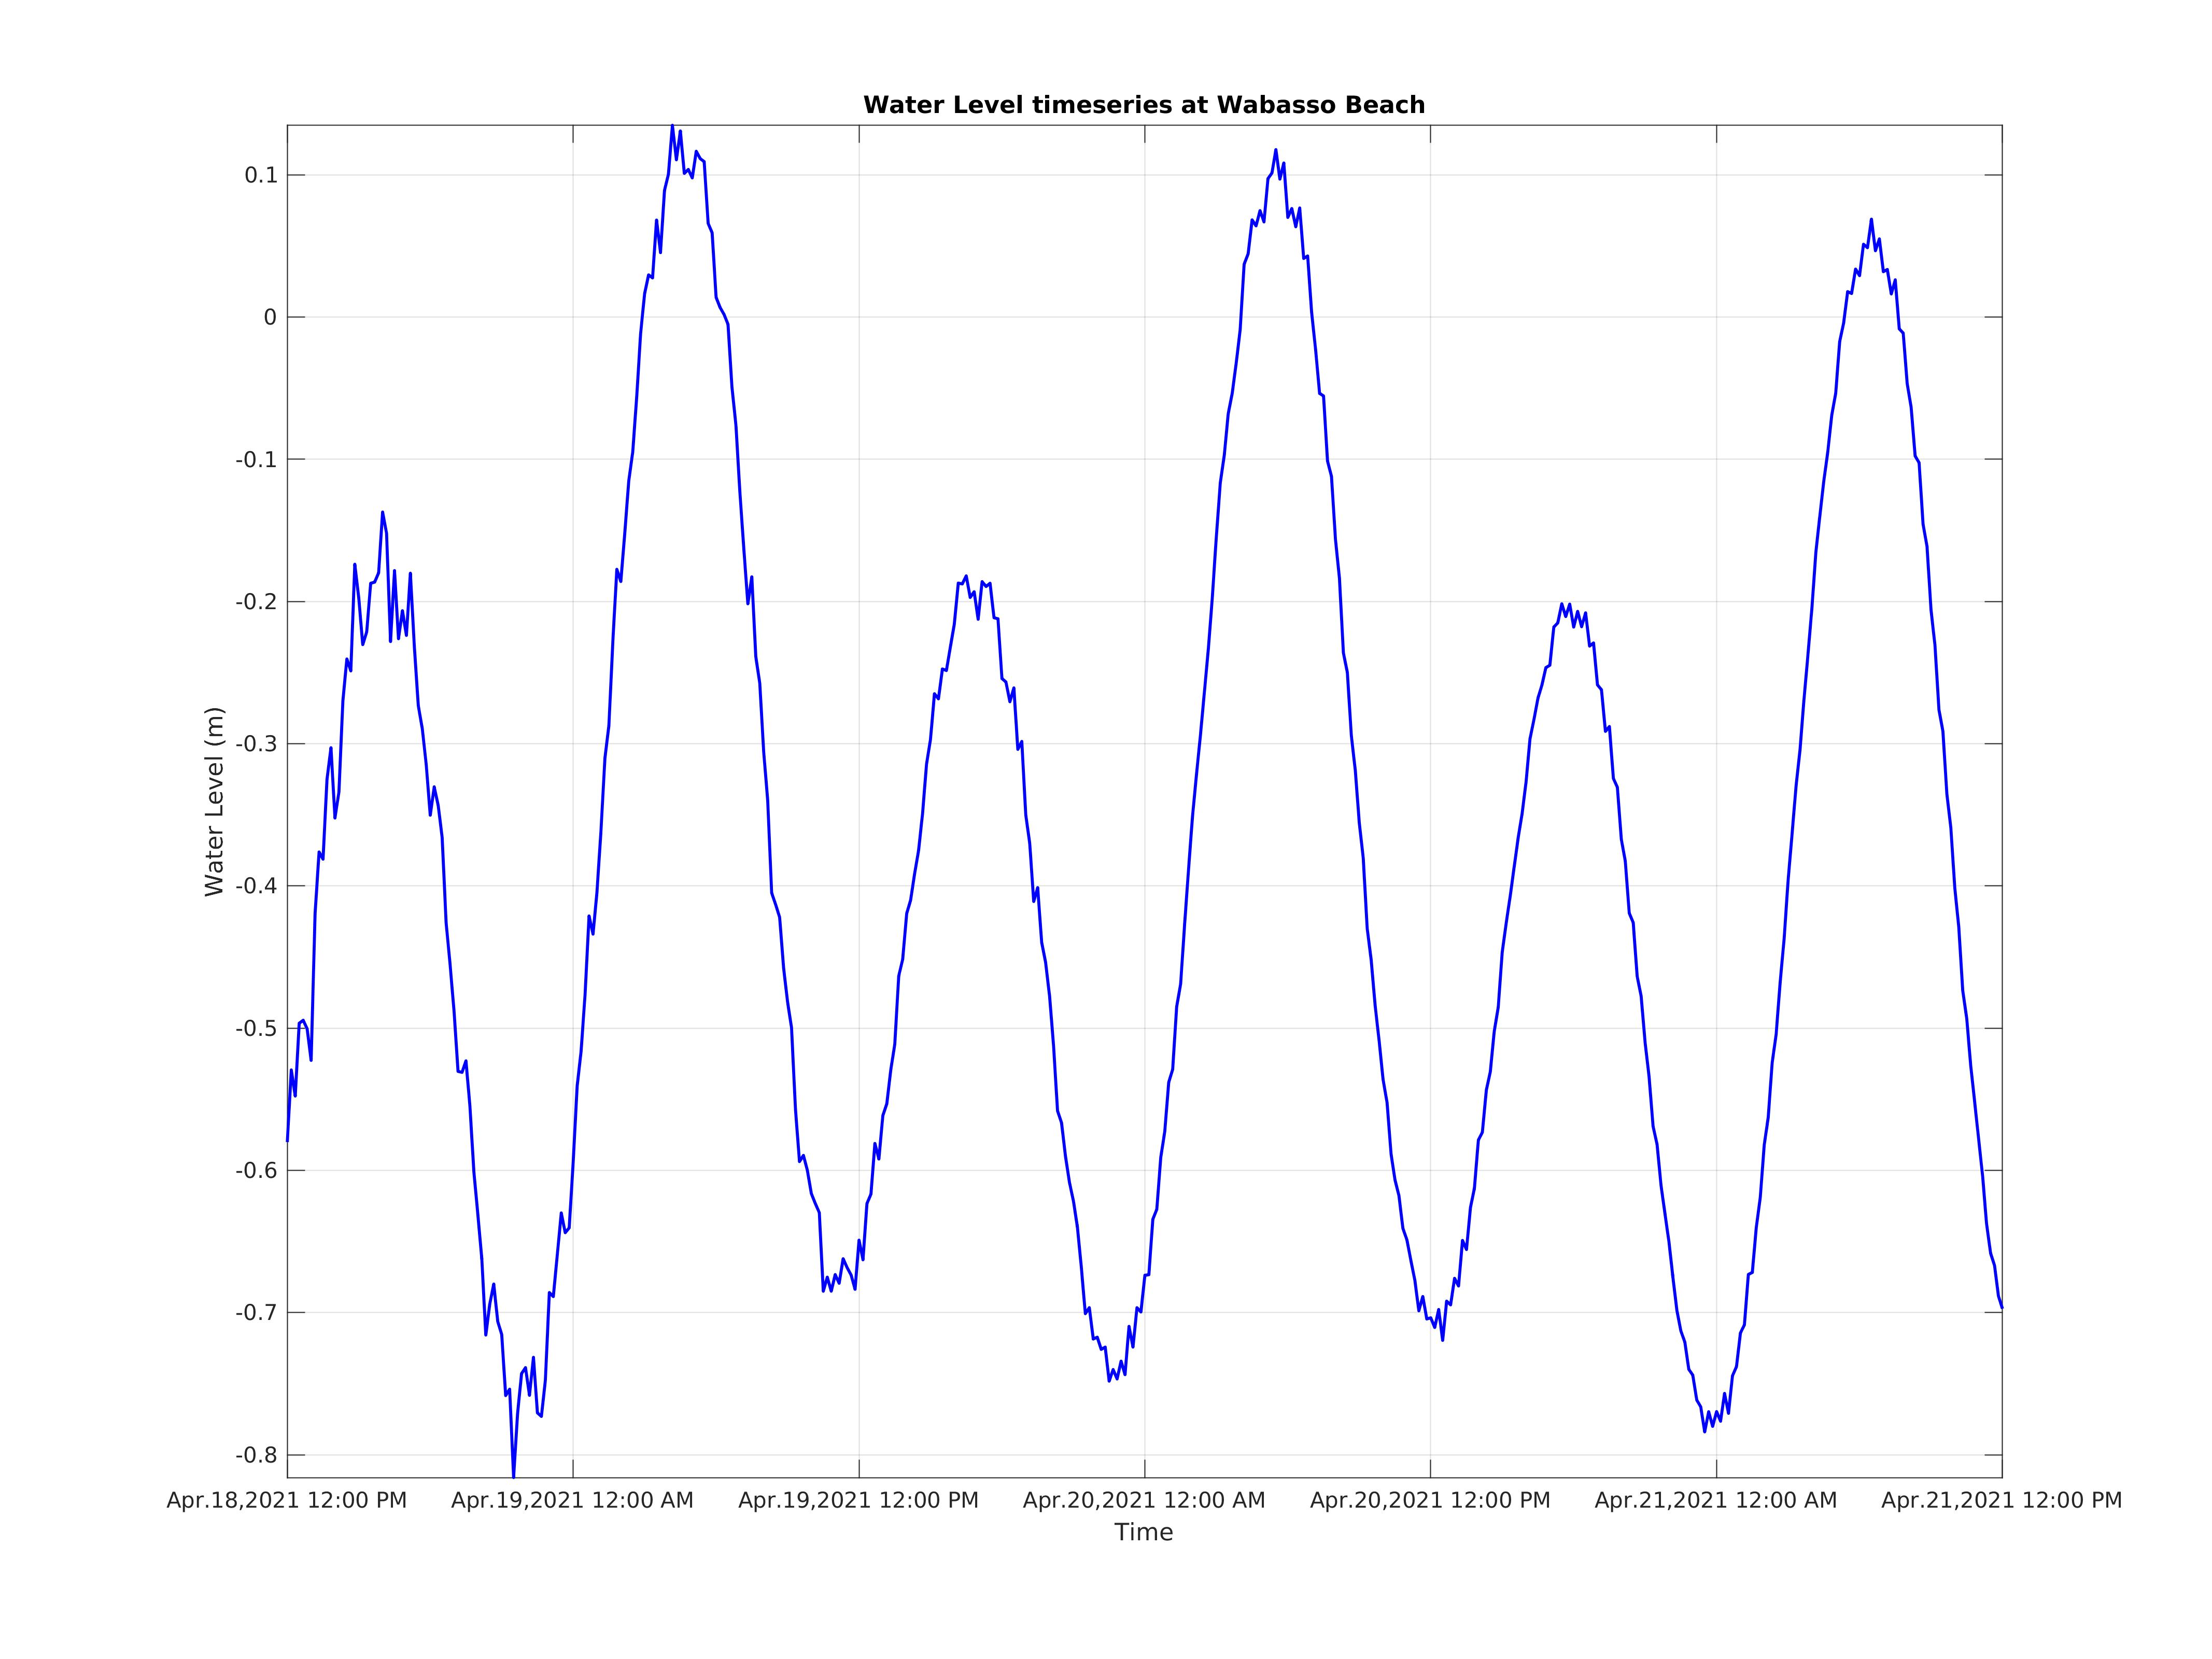 Water Level timeseries at Wabasso Beach
0.1
0
-0.1
-0.2
-0.3
-0.4
-0.5
-0.6
-0.7
-0.8
Water Level (m)
Apr.18,2021 12:00 PM
Apr.19,2021 12:00 AM
Apr.19,2021 12:00 PM
Apr.20,2021 12:00 AM
Apr.20,2021 12:00 PM
Apr.21,2021 12:00 AM
Apr.21,2021 12:00 PM
Time